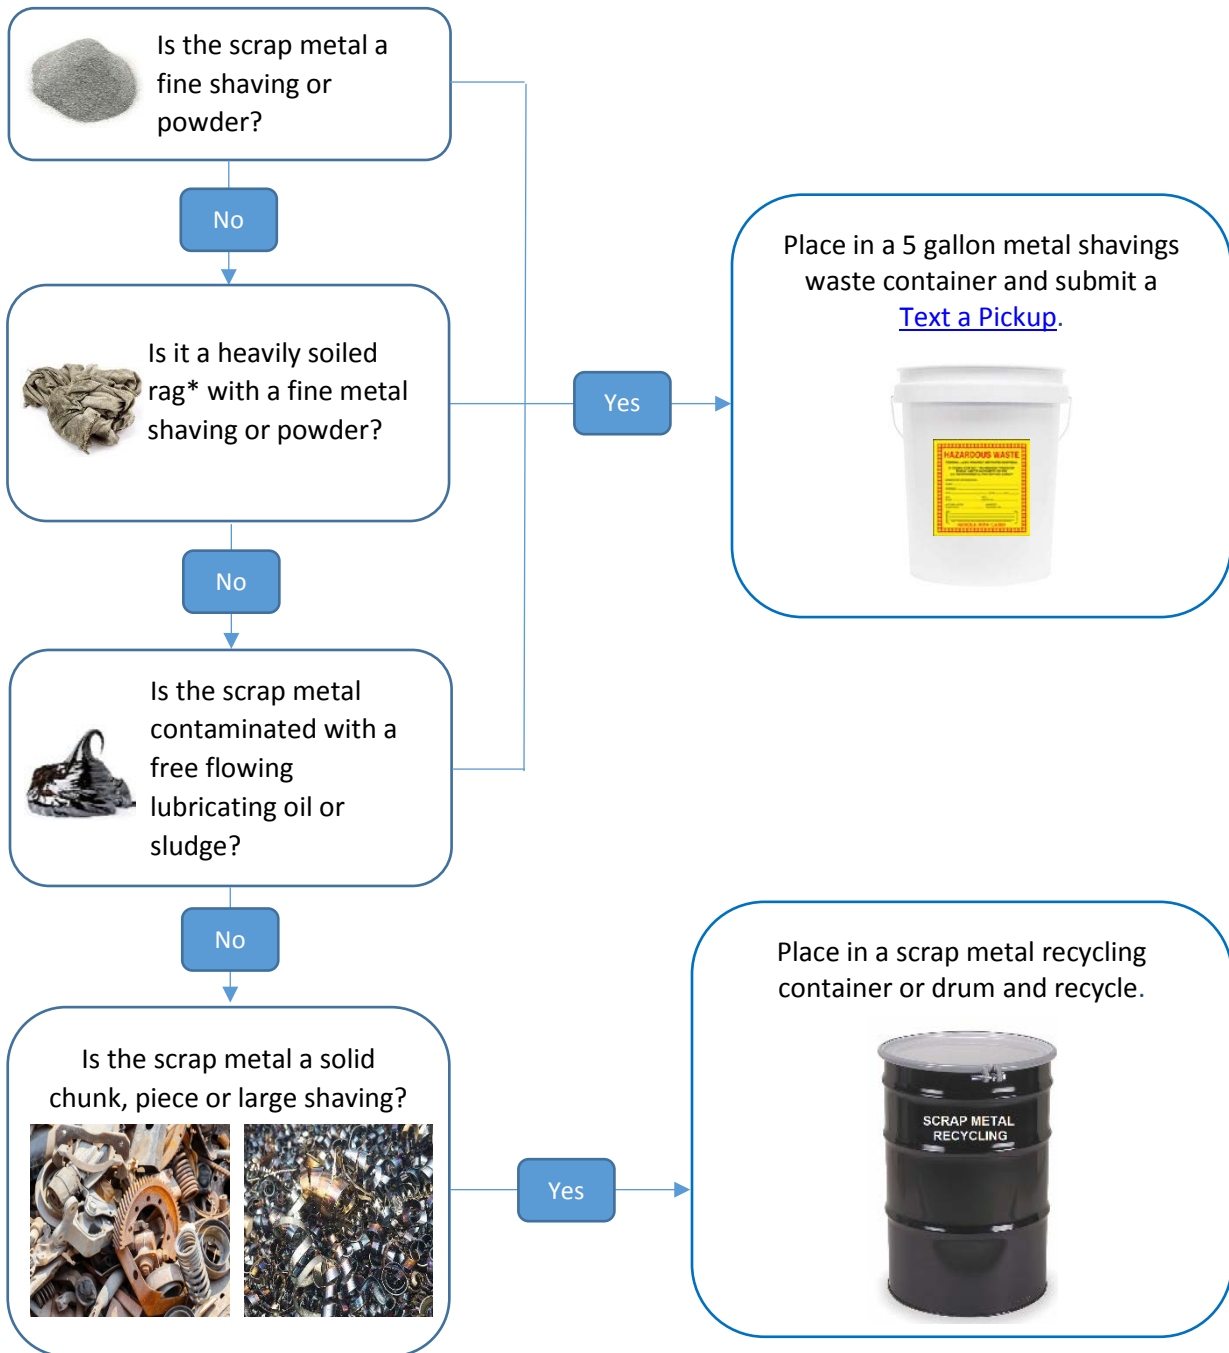 Is the scrap metal a
fine shaving or
powder?
No
Is it a heavily soiled
rag* with a fine metal
shaving or powder?
Yes
Place in a 5 gallon metal shavings
waste container and submit a
Text a Pickup.
HAZARDOUS WASTE
No
Is the scrap metal
contaminated with a
free flowing
lubricating oil or
sludge?
No
Is the scrap metal a solid
chunk, piece or large shaving?
Yes
Place in a scrap metal recycling
container or drum and recycle.
SCRAP METAL
RECYCLING